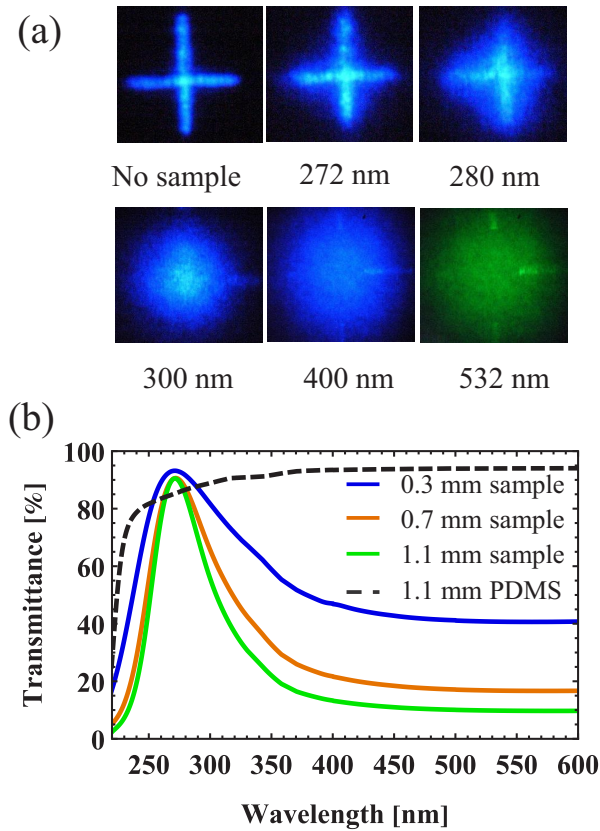 (a)
No sample 272 nm 280 nm
300 nm 400 nm 532 nm
(b)
100
80
60
40
20
0
Transmittance [%]
0.3 mm sample
0.7 mm sample
1.1 mm sample
1.1 mm PDMS
250 300 350 400 450 500 550 600
Wavelength [nm]